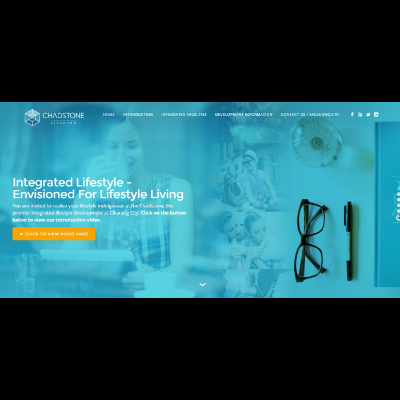 CHADSTONE
HOME
INTRODUCTION
INTEGRATED FACILITIES
DEVELOPMENT INFORMATION
CONTACT US / SALES ENQUIRY
Integrated Lifestyle -
Envisioned For Lifestyle Living
You are invited to realise your lifestyle indulgences at The Chadstone, the
premier integrated lifestyle development at Cikarang City. Click on the button
below to view our introduction video.
CLICK TO VIEW VIDEO PAGE